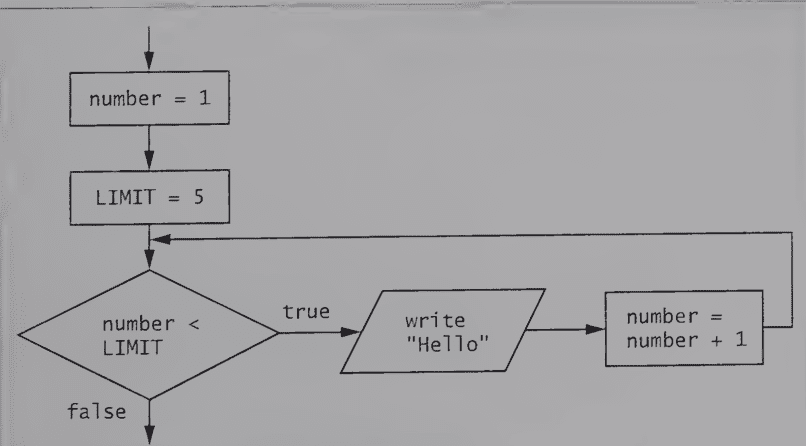 number = 1
LIMIT = 5
number <
LIMIT
true
write
"Hello"
number =
number + 1
false